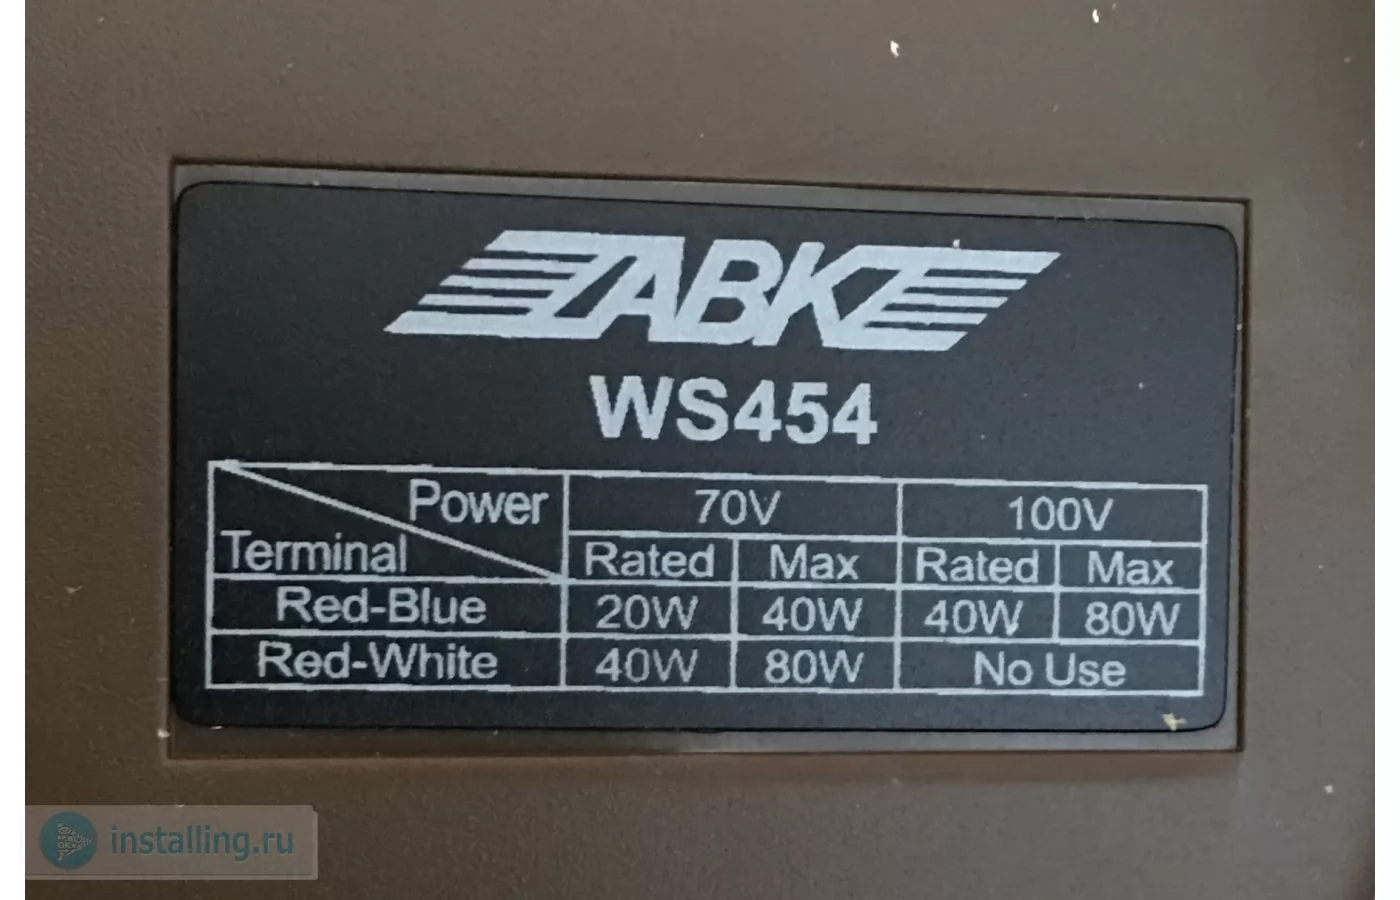 ABK
WS454
Power 70V 100V
Terminal Rated Max Rated Max
Red-Blue 20W 40W 40W 80W
Red-White 40W 80W No Use
installing.ru